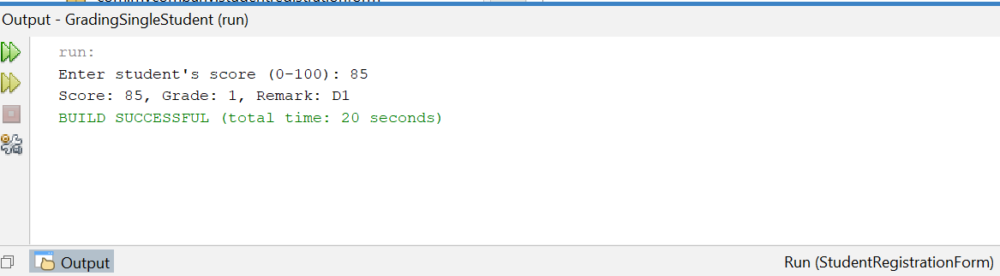 Output - GradingSingleStudent (run)
run:
Enter student's score (0-100): 85
Score: 85, Grade: 1, Remark: D1
BUILD SUCCESSFUL (total time: 20 seconds)
Output
Run (StudentRegistrationForm)